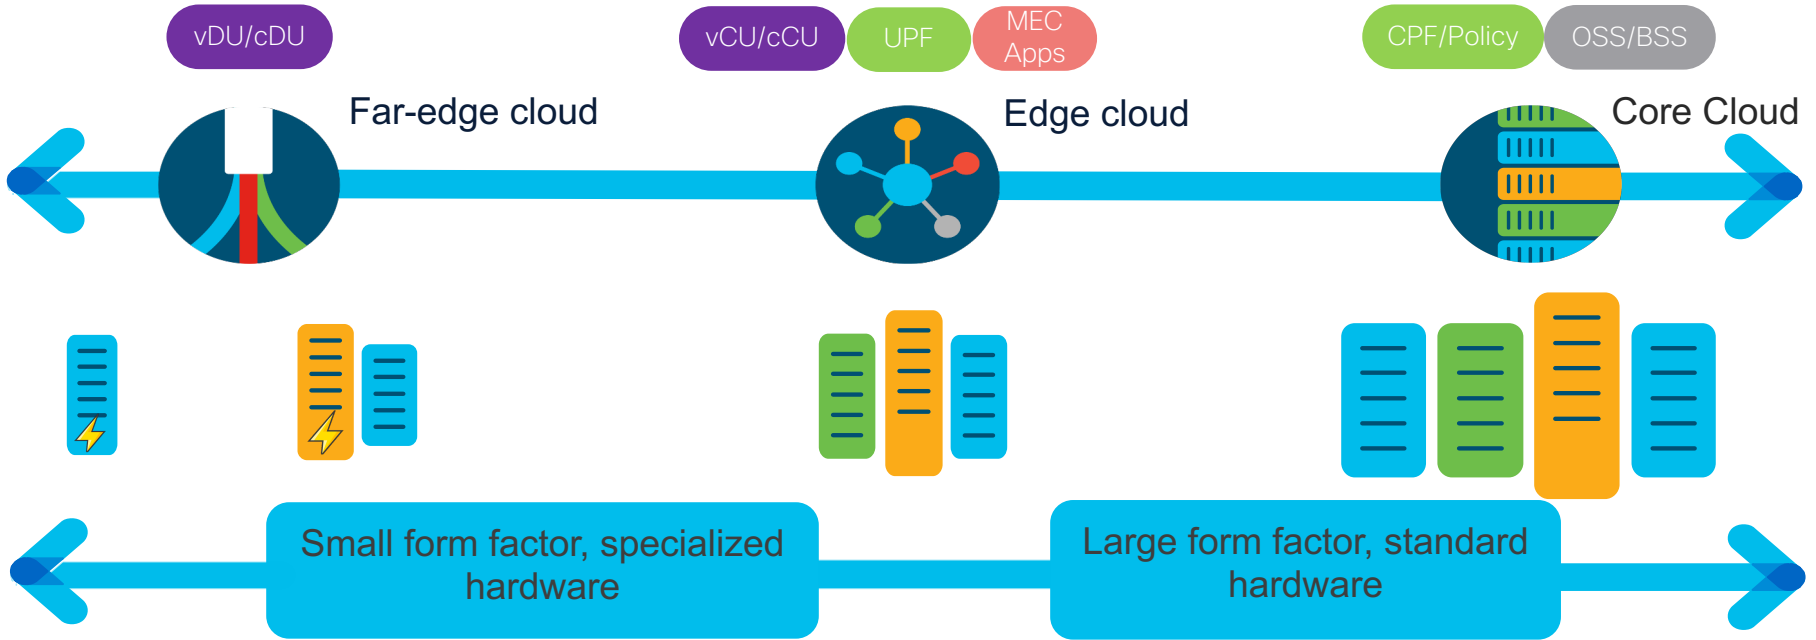 vDU/cDU
vCU/cCU
UPF
MEC
Apps
CPF/Policy
OSS/BSS
Far-edge cloud
Edge cloud
Core Cloud
Small form factor, specialized
hardware
Large form factor, standard
hardware